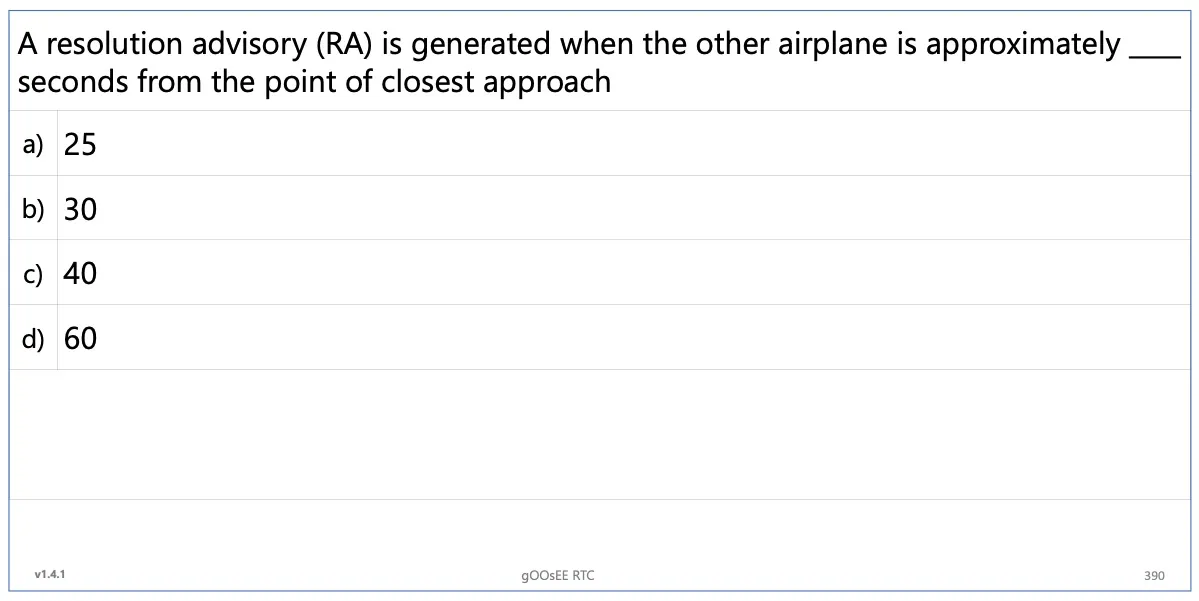 A resolution advisory (RA) is generated when the other airplane is approximately ____
seconds from the point of closest approach
a) 25
b) 30
c) 40
d) 60
v1.4.1 gOOsEE RTC 390